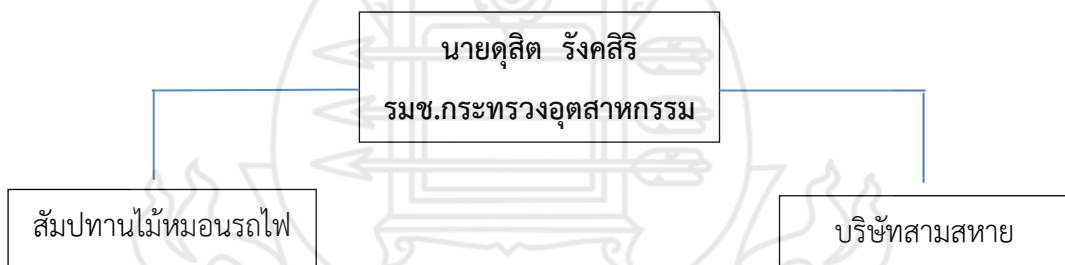 นายดุสิต รังคสิริ
รมช.กระทรวงอุตสาหกรรม
สัมปทานไม้หมอนรถไฟ
บริษัทสามสหาย